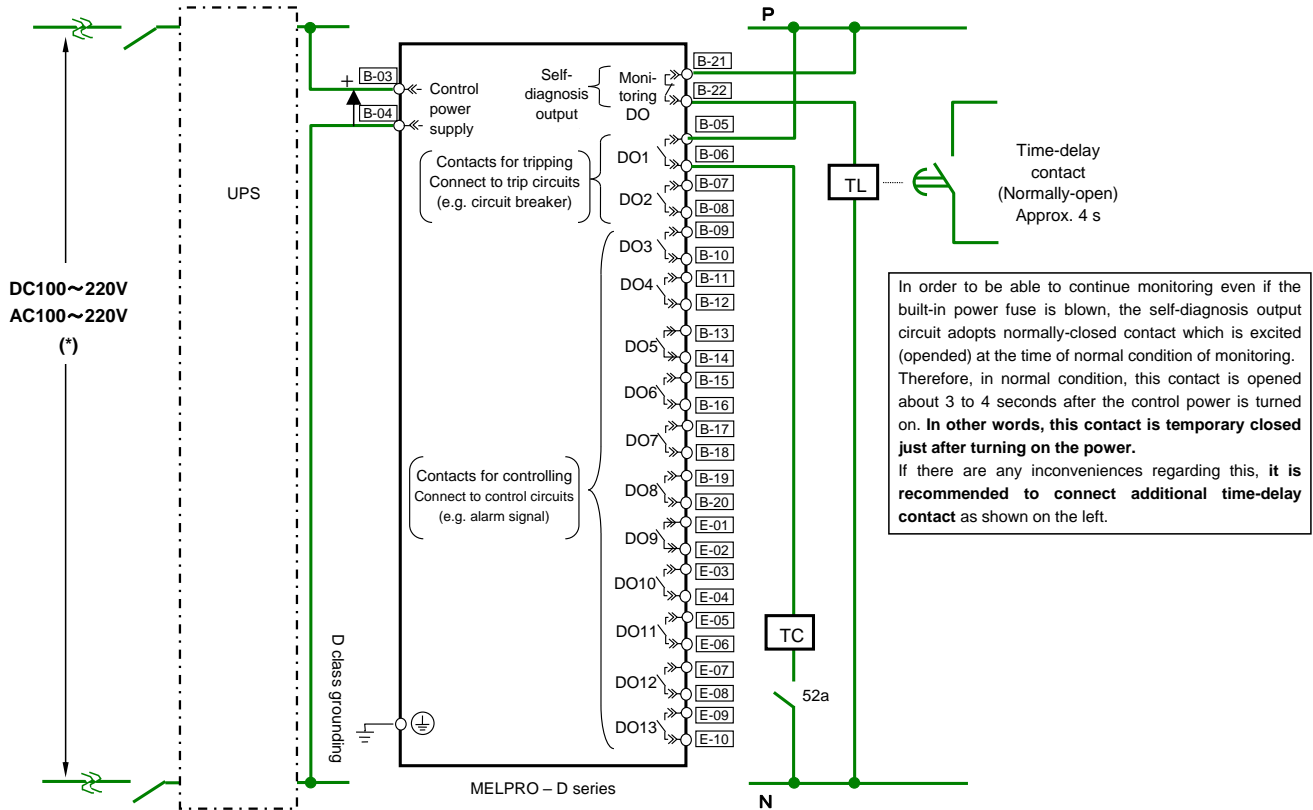 P
B-21
B-03
+
Self-
diagnosis
output
Moni-
toring
DO
B-22
Control
power
supply
B-04
B-05
Contacts for tripping
Connect to trip circuits
(e.g. circuit breaker)
DO1
B-06
DO2
B-07
B-08
UPS
TL
Time-delay
contact
(Normally-open)
Approx. 4 s
DO3
B-09
B-10
DO4
B-11
B-12
DC100～220V
AC100～220V
(*)
In order to be able to continue monitoring even if the
built-in power fuse is blown, the self-diagnosis output
circuit adopts normally-closed contact which is excited
(opended) at the time of normal condition of monitoring.
Therefore, in normal condition, this contact is opened
about 3 to 4 seconds after the control power is turned
on. In other words, this contact is temporary closed
just after turning on the power.
If there are any inconveniences regarding this, it is
recommended to connect additional time-delay
contact as shown on the left.
DO5
B-13
B-14
DO6
B-15
B-16
DO7
B-17
B-18
Contacts for controlling
Connect to control circuits
(e.g. alarm signal)
DO8
B-19
B-20
DO9
E-01
E-02
DO10
E-03
E-04
DO11
E-05
E-06
TC
DO12
E-07
E-08
52a
DO13
E-09
E-10
D class grounding
MELPRO – D series
N